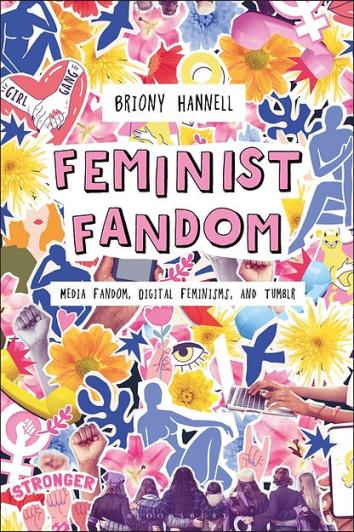 GIRL GANG
BRIONY HANNELL
FEMINIST
FANDOM
MEDIA FANDOM, DIGITAL FEMINISMS, AND TUMBLR
STRONGER
BLOOMSBURY